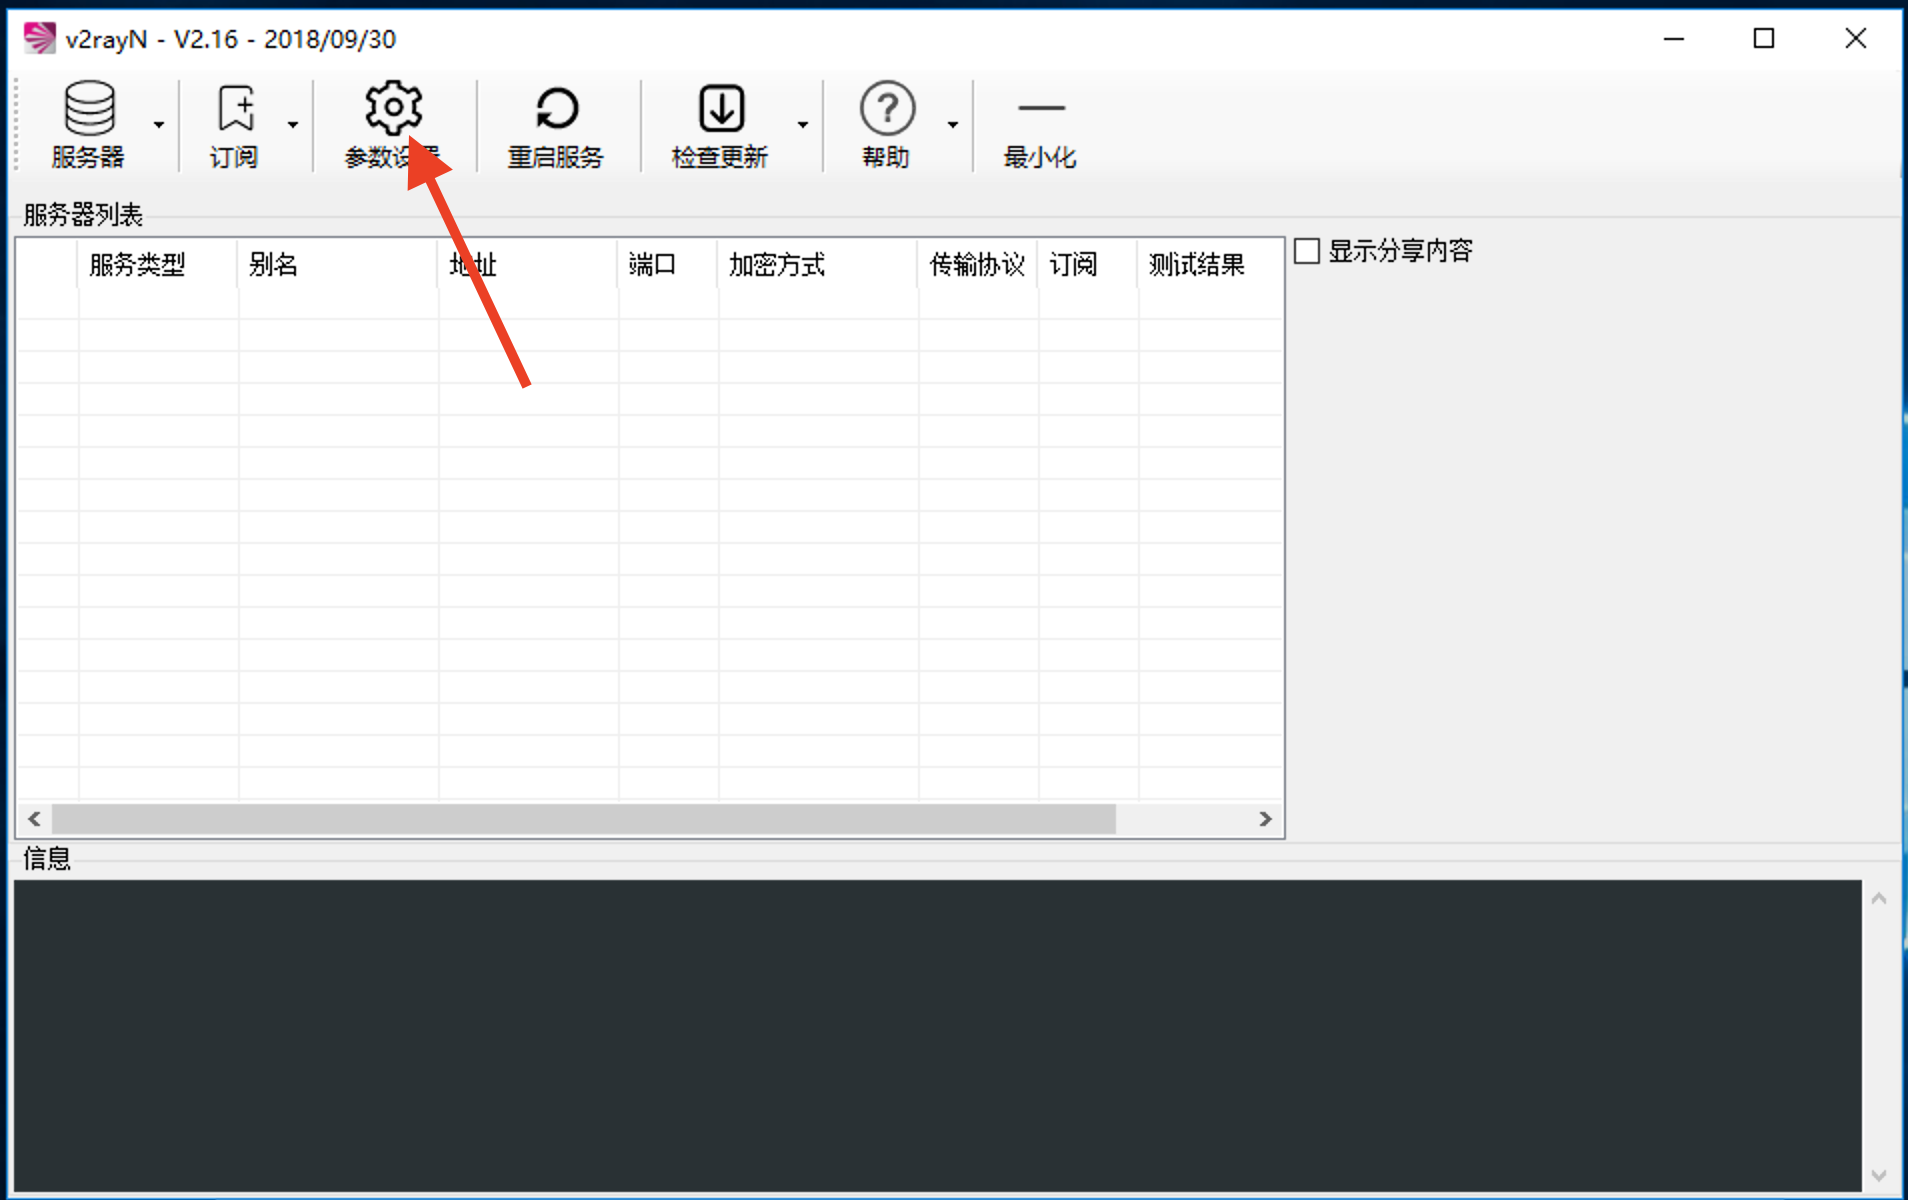 v2rayN - V2.16 - 2018/09/30
服务器 订阅 参数设置 重启服务 检查更新 帮助 最小化
服务器列表
服务类型 别名 地址 端口 加密方式 传输协议 订阅 测试结果 显示分享内容
信息